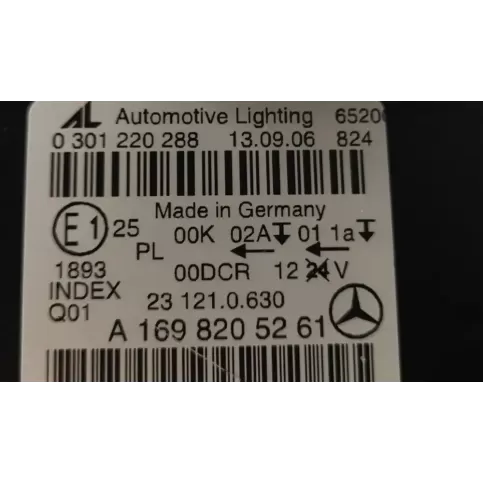 AL Automotive Lighting 6520
0 301 220 288 13.09.06 824
Made in Germany
E1 25 00K 02A 01 1a
PL
1893 00DCR 12 24 V
INDEX 23 121.0.630
Q01
A 169 820 52 61